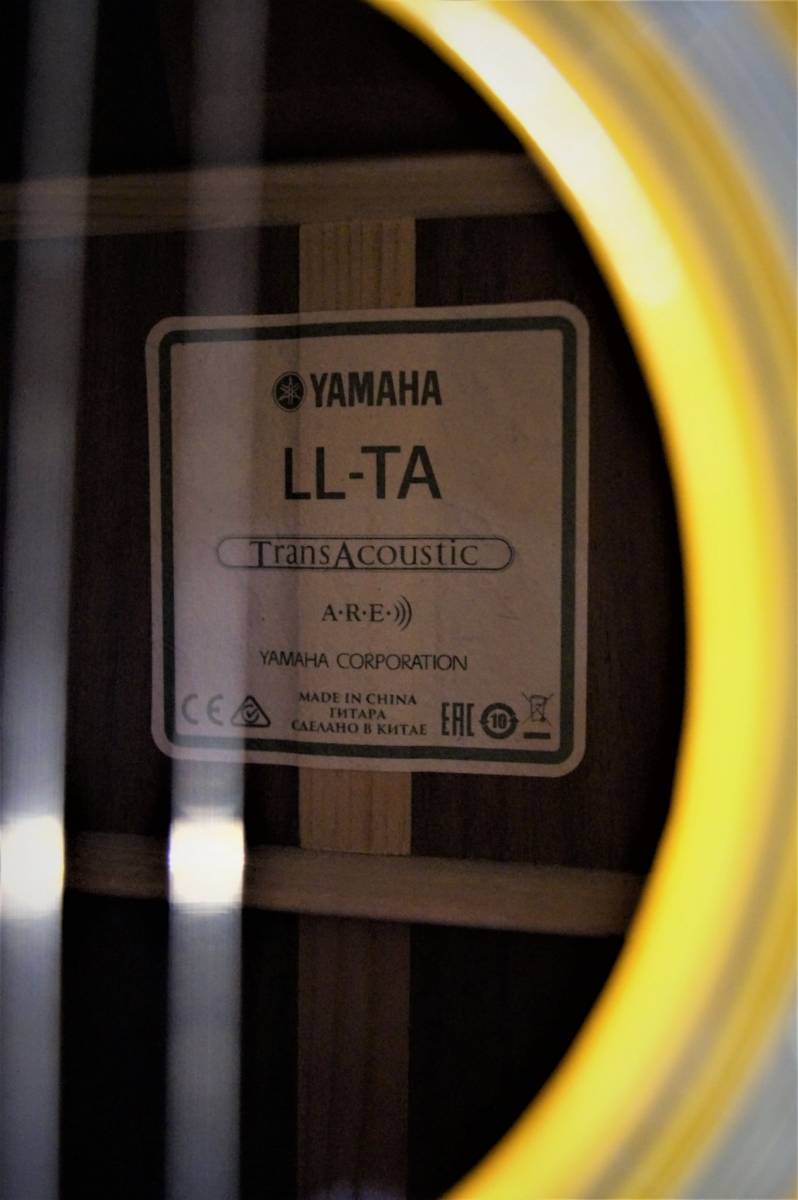 YAMAHA
LL-TA
TransAcoustic
A·R·E·
YAMAHA CORPORATION
CE
MADE IN CHINA
ГИТАРА
СДЕЛАНО В КИТАЕ
EAC
10